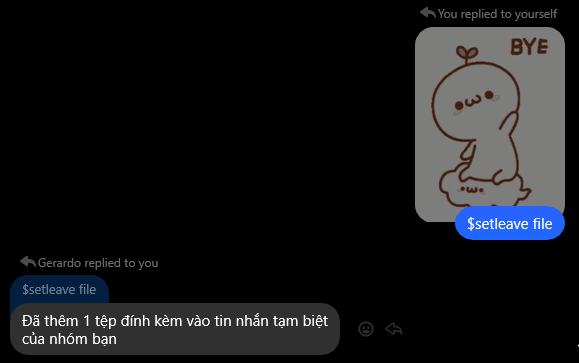 You replied to yourself
BYE
$setleave file
Gerardo replied to you
$setleave file
Đã thêm 1 tệp đính kèm vào tin nhắn tạm biệt
của nhóm bạn